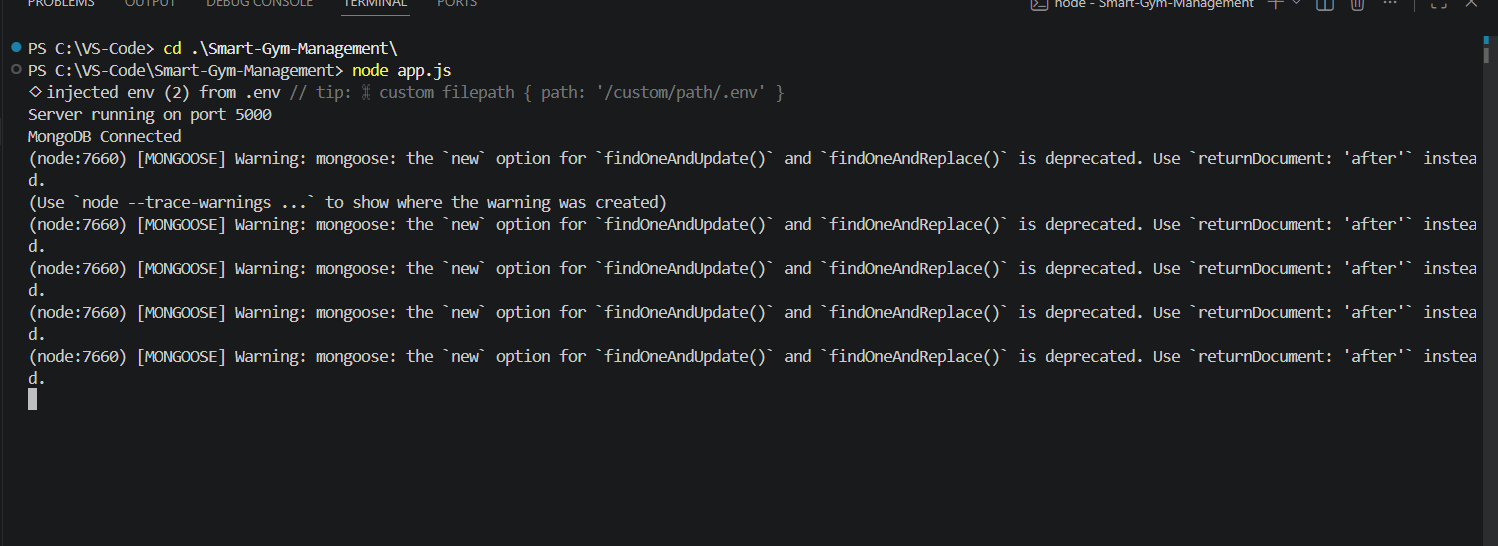 PROBLEMS OUTPUT DEBUG CONSOLE TERMINAL PORTS node - Smart-Gym-Management
PS C:\VS-Code> cd .\Smart-Gym-Management\
PS C:\VS-Code\Smart-Gym-Management> node app.js
injected env (2) from .env // tip: ⌘ custom filepath { path: '/custom/path/.env' }
Server running on port 5000
MongoDB Connected
(node:7660) [MONGOOSE] Warning: mongoose: the `new` option for `findOneAndUpdate()` and `findOneAndReplace()` is deprecated. Use `returnDocument: 'after'` instea
d.
(Use `node --trace-warnings ...` to show where the warning was created)
(node:7660) [MONGOOSE] Warning: mongoose: the `new` option for `findOneAndUpdate()` and `findOneAndReplace()` is deprecated. Use `returnDocument: 'after'` instea
d.
(node:7660) [MONGOOSE] Warning: mongoose: the `new` option for `findOneAndUpdate()` and `findOneAndReplace()` is deprecated. Use `returnDocument: 'after'` instea
d.
(node:7660) [MONGOOSE] Warning: mongoose: the `new` option for `findOneAndUpdate()` and `findOneAndReplace()` is deprecated. Use `returnDocument: 'after'` instea
d.
(node:7660) [MONGOOSE] Warning: mongoose: the `new` option for `findOneAndUpdate()` and `findOneAndReplace()` is deprecated. Use `returnDocument: 'after'` instea
d.